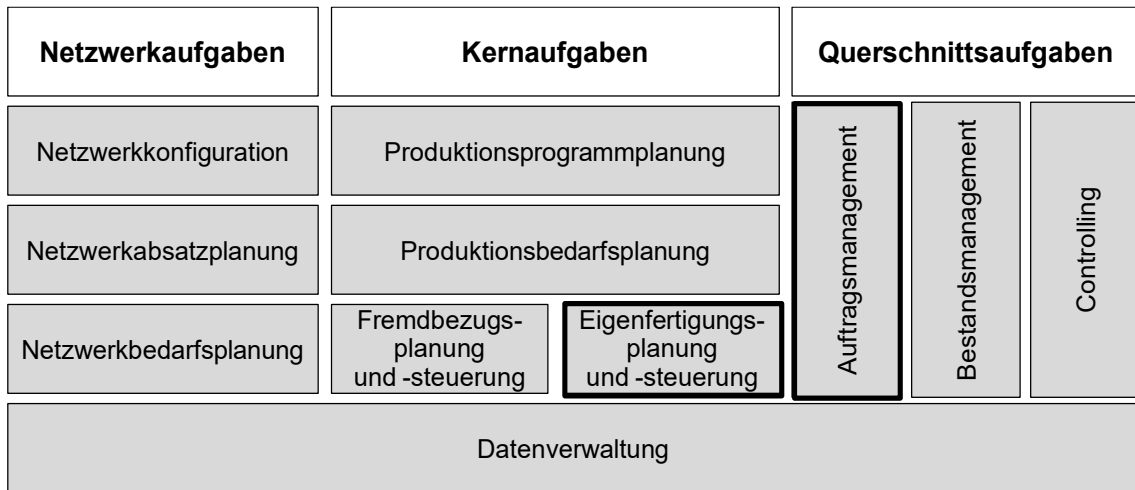 Netzwerkaufgaben
Kernaufgaben
Querschnittsaufgaben
Netzwerkkonfiguration
Produktionsprogrammplanung
Netzwerkabsatzplanung
Produktionsbedarfsplanung
Netzwerkbedarfsplanung
Fremdbezugs-
planung
und -steuerung
Eigenfertigungs-
planung
und -steuerung
Auftragsmanagement
Bestandsmanagement
Controlling
Datenverwaltung